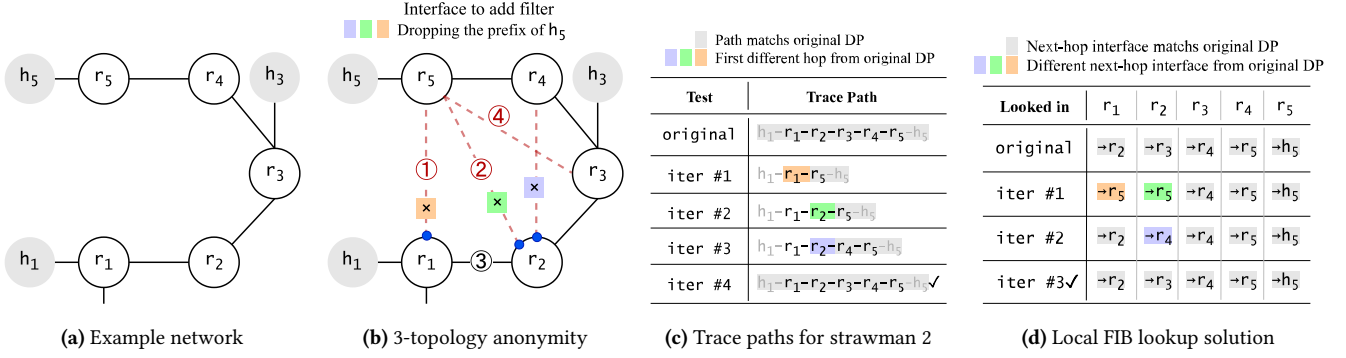 h5
r5
r4
h3
r3
h1
r1
r2
(a) Example network
Interface to add filter
Dropping the prefix of h5
h5
r5
r4
h3
④
①
②
×
×
×
r3
h1
r1
③
r2
(b) 3-topology anonymity
Path matchs original DP
First different hop from original DP
Test Trace Path
original h1-r1-r2-r3-r4-r5-h5
iter #1 h1-r1-r5-h5
iter #2 h1-r1-r2-r5-h5
iter #3 h1-r1-r2-r4-r5-h5
iter #4 h1-r1-r2-r3-r4-r5-h5✓
(c) Trace paths for strawman 2
Next-hop interface matchs original DP
Different next-hop interface from original DP
Looked in r1 r2 r3 r4 r5
original →r2 →r3 →r4 →r5 →h5
iter #1 →r5 →r5 →r4 →r5 →h5
iter #2 →r2 →r4 →r4 →r5 →h5
iter #3✓ →r2 →r3 →r4 →r5 →h5
(d) Local FIB lookup solution